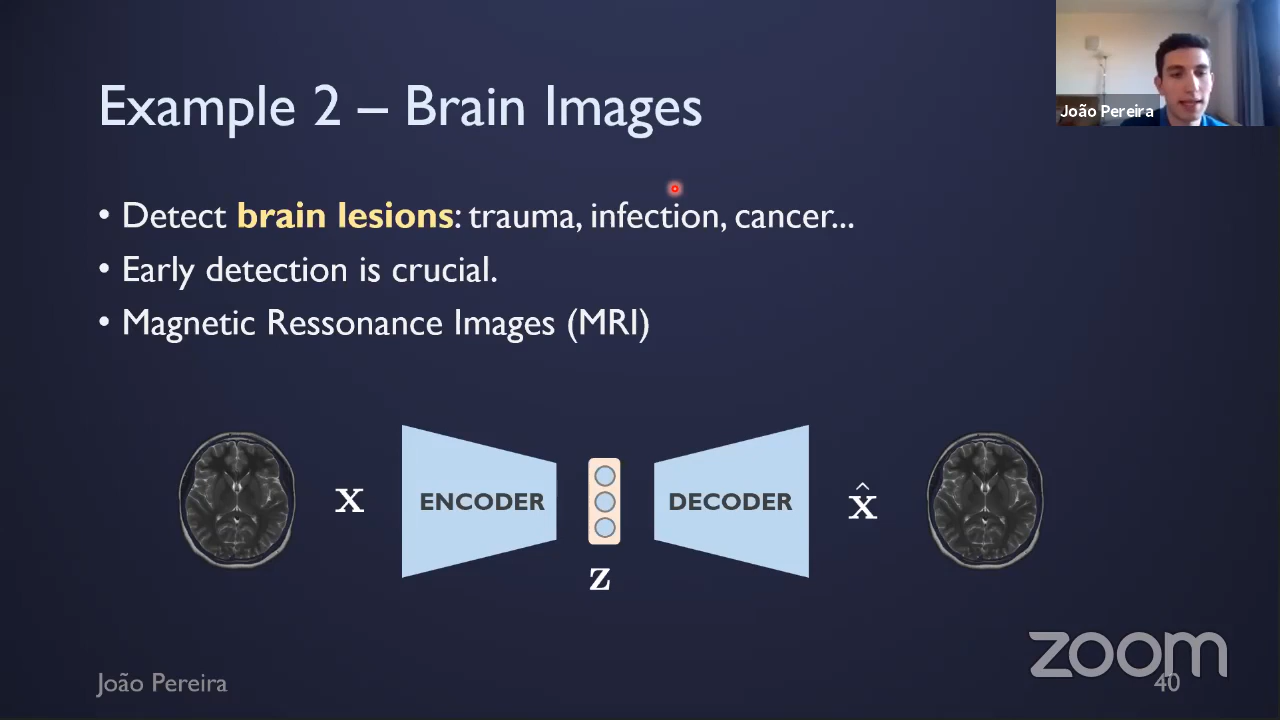 Example 2 – Brain Images
João Pereira
• Detect brain lesions: trauma, infection, cancer...
• Early detection is crucial.
• Magnetic Ressonance Images (MRI)
x ENCODER DECODER x̂
z
João Pereira
zoom
40